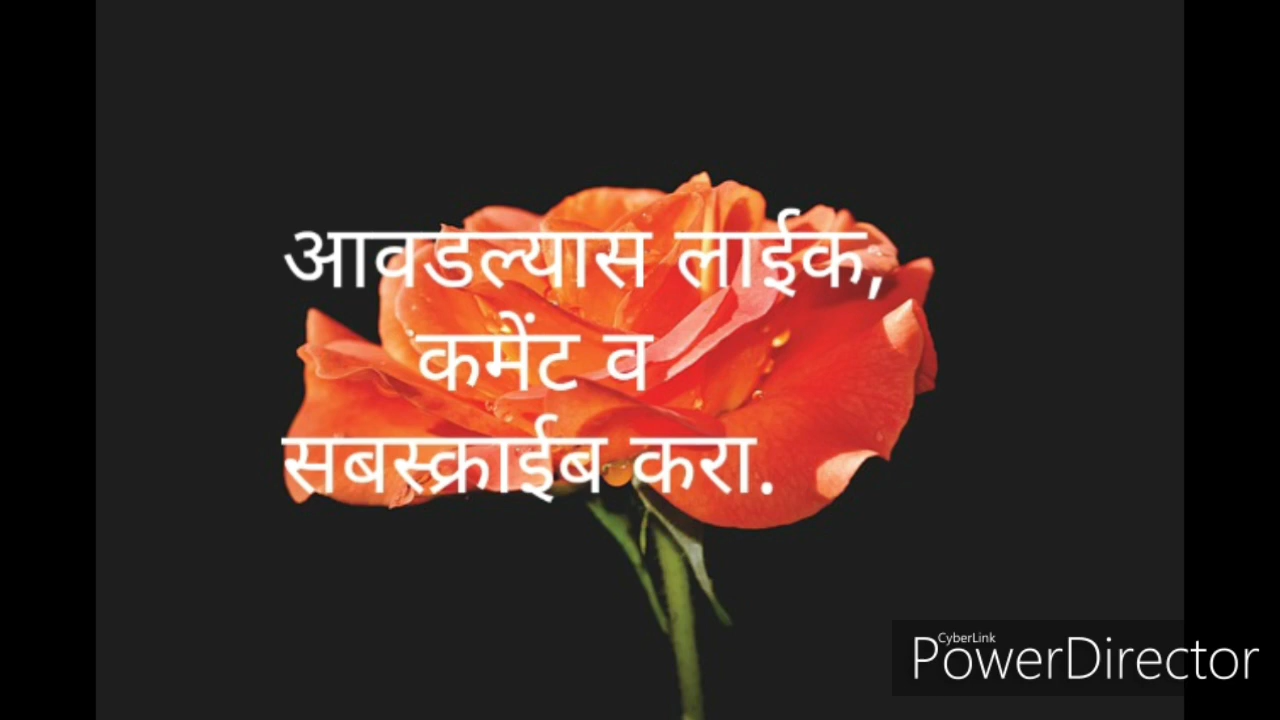 आवडल्यास लाईक,
कमेंट व
सबस्क्राईब करा.
CyberLink
PowerDirector